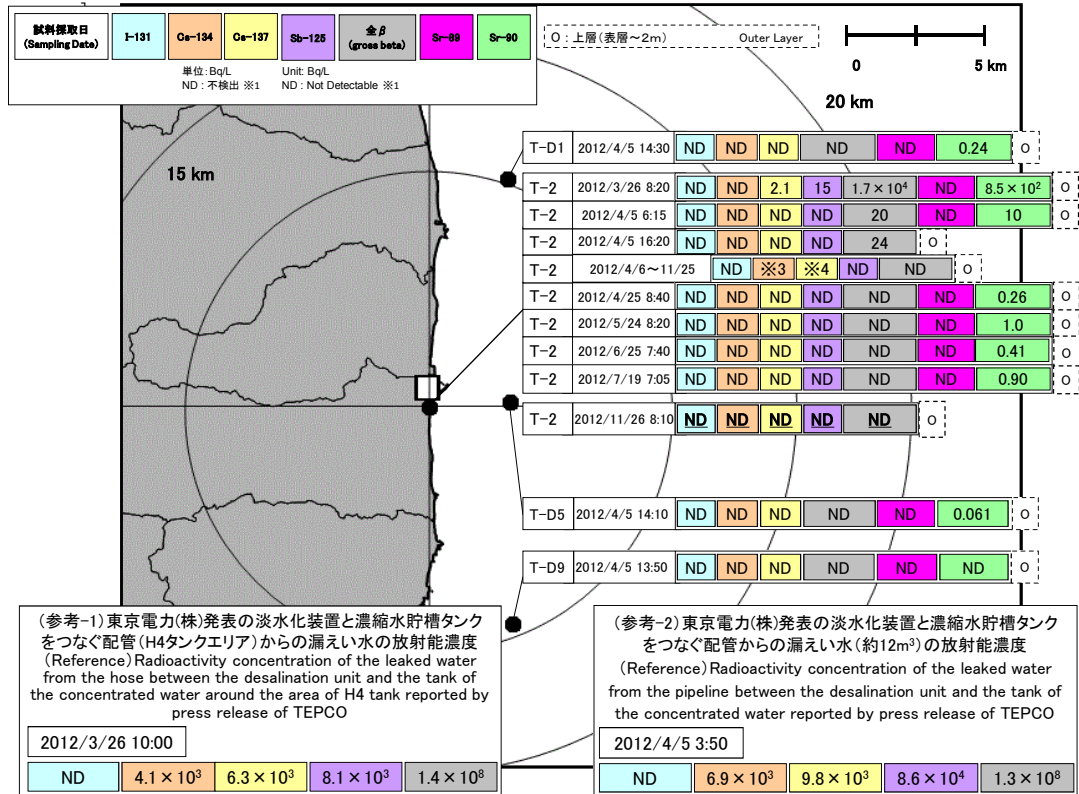 試料採取日
(Sampling Date)
I-131
Cs-134
Cs-137
Sb-125
全β
(gross beta)
Sr-89
Sr-90
単位：Bq/L Unit: Bq/L
ND：不検出 ※1 ND : Not Detectable ※1
O：上層(表層～2m) Outer Layer
0 5 km
20 km
15 km
T-D1 2012/4/5 14:30 ND ND ND ND ND 0.24 O
T-2 2012/3/26 8:20 ND ND 2.1 15 1.7×10⁴ ND 8.5×10² O
T-2 2012/4/5 6:15 ND ND ND ND 20 ND 10 O
T-2 2012/4/5 16:20 ND ND ND ND 24 O
T-2 2012/4/6～11/25 ND ※3 ※4 ND ND O
T-2 2012/4/25 8:40 ND ND ND ND ND ND 0.26 O
T-2 2012/5/24 8:20 ND ND ND ND ND ND 1.0 O
T-2 2012/6/25 7:40 ND ND ND ND ND ND 0.41 O
T-2 2012/7/19 7:05 ND ND ND ND ND ND 0.90 O
T-2 2012/11/26 8:10 ND ND ND ND ND O
T-D5 2012/4/5 14:10 ND ND ND ND ND 0.061 O
T-D9 2012/4/5 13:50 ND ND ND ND ND ND O
(参考-1)東京電力(株)発表の淡水化装置と濃縮水貯槽タンク
をつなぐ配管(H4タンクエリア)からの漏えい水の放射能濃度
(Reference)Radioactivity concentration of the leaked water
from the hose between the desalination unit and the tank of
the concentrated water around the area of H4 tank reported by
press release of TEPCO
2012/3/26 10:00
ND 4.1×10³ 6.3×10³ 8.1×10³ 1.4×10⁸
(参考-2)東京電力(株)発表の淡水化装置と濃縮水貯槽タンク
をつなぐ配管からの漏えい水(約12m³)の放射能濃度
(Reference)Radioactivity concentration of the leaked water
from the pipeline between the desalination unit and the tank of
the concentrated water reported by press release of TEPCO
2012/4/5 3:50
ND 6.9×10³ 9.8×10³ 8.6×10⁴ 1.3×10⁸